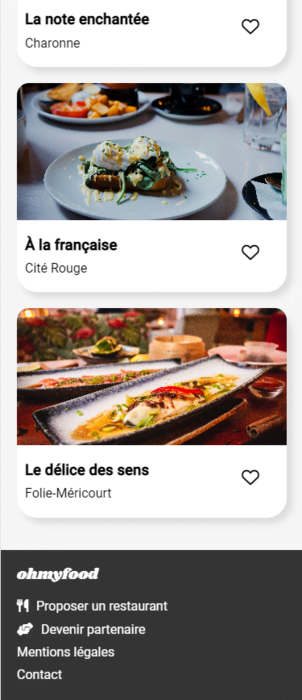 La note enchantée
Charonne
À la française
Cité Rouge
Le délice des sens
Folie-Méricourt
ohmyfood
Proposer un restaurant
Devenir partenaire
Mentions légales
Contact